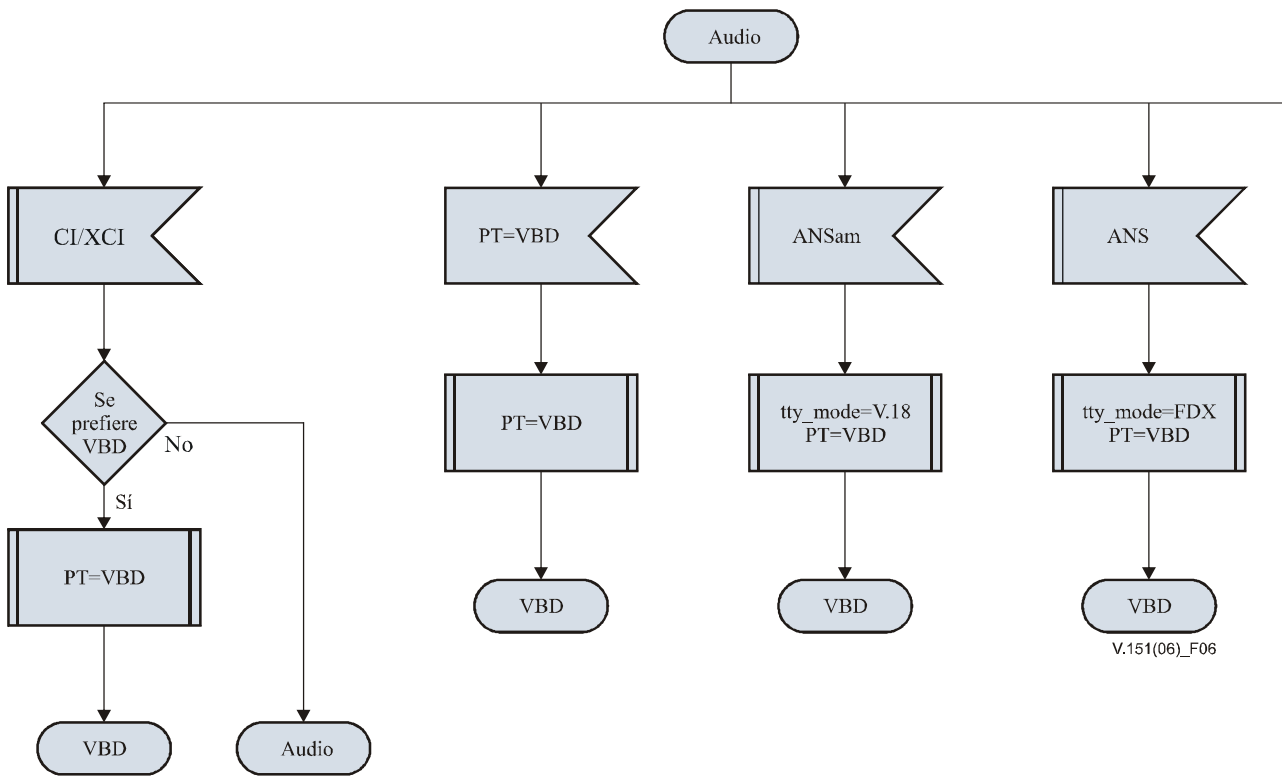 Audio
CI/XCI
PT=VBD
ANSam
ANS
Se
prefiere
VBD
No
Sí
PT=VBD
tty_mode=V.18
PT=VBD
tty_mode=FDX
PT=VBD
PT=VBD
VBD
VBD
VBD
V.151(06)_F06
VBD
Audio